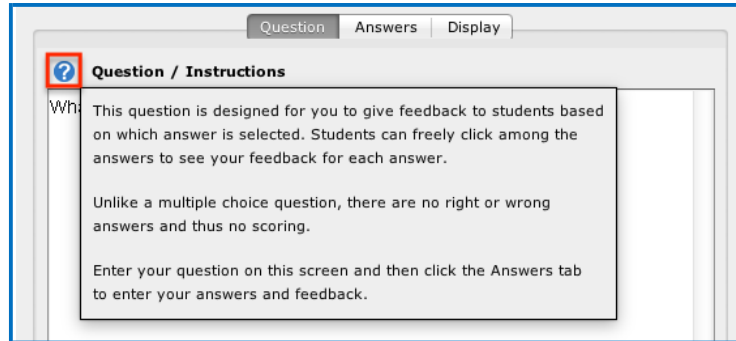 Question Answers Display
Question / Instructions
This question is designed for you to give feedback to students based
on which answer is selected. Students can freely click among the
answers to see your feedback for each answer.
Unlike a multiple choice question, there are no right or wrong
answers and thus no scoring.
Enter your question on this screen and then click the Answers tab
to enter your answers and feedback.